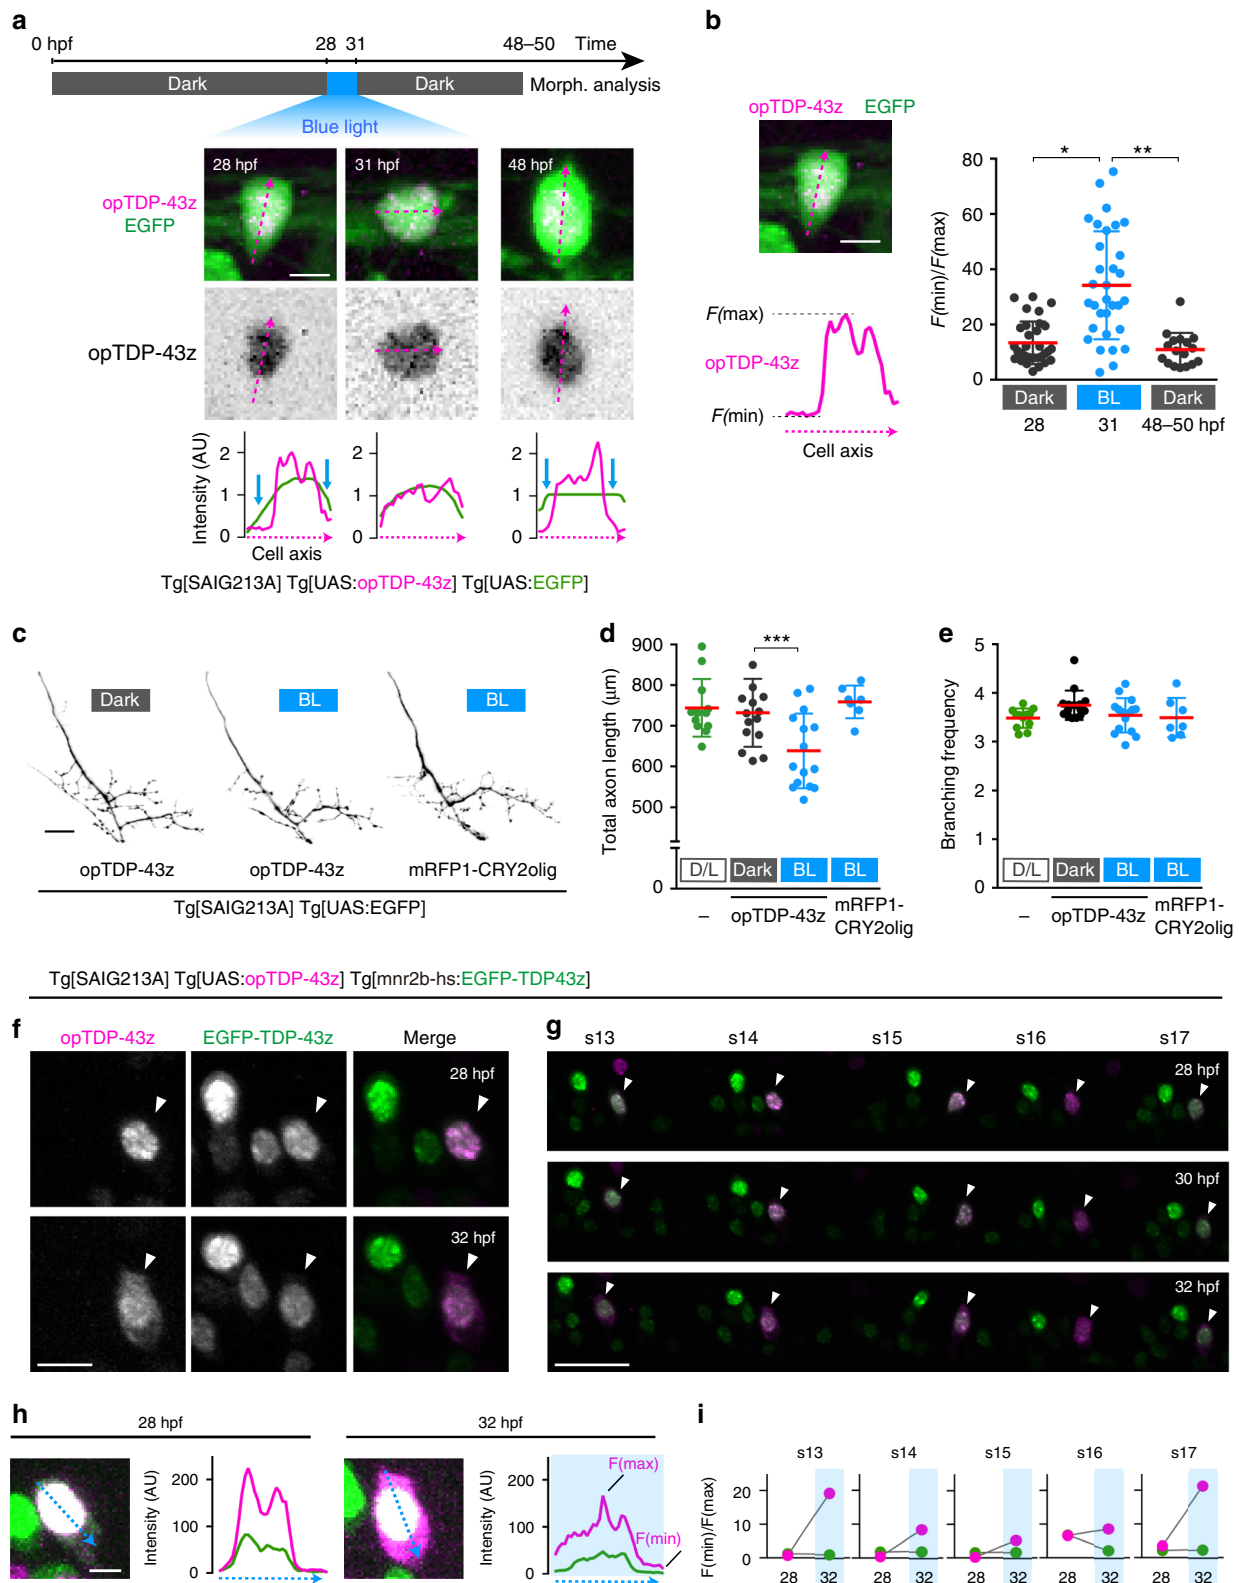 a
0 hpf 28 31 48–50 Time
Dark Dark Morph. analysis
Blue light
28 hpf 31 hpf 48 hpf
opTDP-43z
EGFP
opTDP-43z
Intensity (AU)
2 2 2
1 1 1
0 0 0
Cell axis
Tg[SAIG213A] Tg[UAS:opTDP-43z] Tg[UAS:EGFP]
b
opTDP-43z EGFP
F(max)
opTDP-43z
F(min)
Cell axis
F(min)/F(max)
* **
80
60
40
20
0
Dark BL Dark
28 31 48–50 hpf
c
Dark BL BL
opTDP-43z opTDP-43z mRFP1-CRY2olig
Tg[SAIG213A] Tg[UAS:EGFP]
d
Total axon length (μm)
***
900
800
700
600
500
0
D/L Dark BL BL
– opTDP-43z mRFP1-
CRY2olig
e
Branching frequency
5
4
3
2
1
0
D/L Dark BL BL
– opTDP-43z mRFP1-
CRY2olig
Tg[SAIG213A] Tg[UAS:opTDP-43z] Tg[mnr2b-hs:EGFP-TDP43z]
f
opTDP-43z EGFP-TDP-43z Merge
28 hpf
32 hpf
g
s13 s14 s15 s16 s17
28 hpf
30 hpf
32 hpf
h
28 hpf 32 hpf
Intensity (AU)
200
100
0
Intensity (AU)
200
100
0
F(max)
F(min)
i
s13 s14 s15 s16 s17
F(min)/F(max)
20
10
0
28 32 28 32 28 32 28 32 28 32